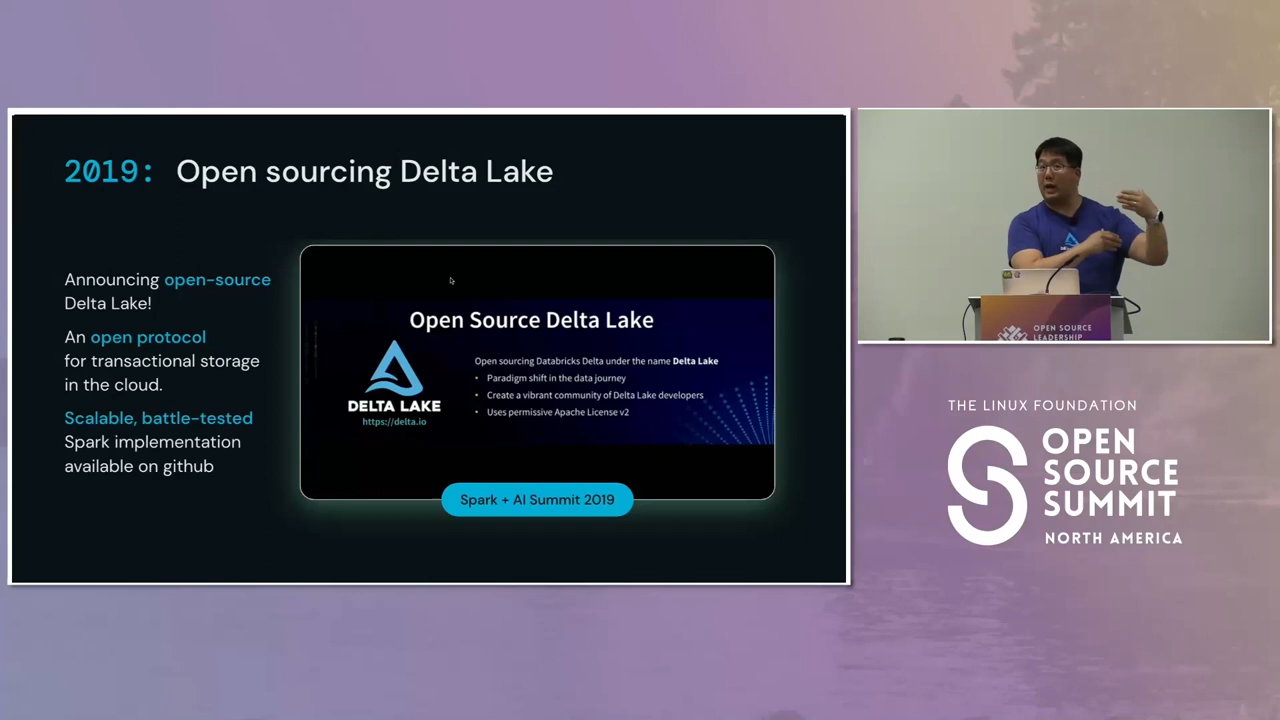 2019: Open sourcing Delta Lake
Announcing open-source
Delta Lake!
An open protocol
for transactional storage
in the cloud.
Scalable, battle-tested
Spark implementation
available on github
Open Source Delta Lake
DELTA LAKE
https://delta.io
Open sourcing Databricks Delta under the name Delta Lake
• Paradigm shift in the data journey
• Create a vibrant community of Delta Lake developers
• Uses permissive Apache License v2
Spark + AI Summit 2019
OPEN SOURCE
LEADERSHIP
THE LINUX FOUNDATION
OPEN
SOURCE
SUMMIT
NORTH AMERICA